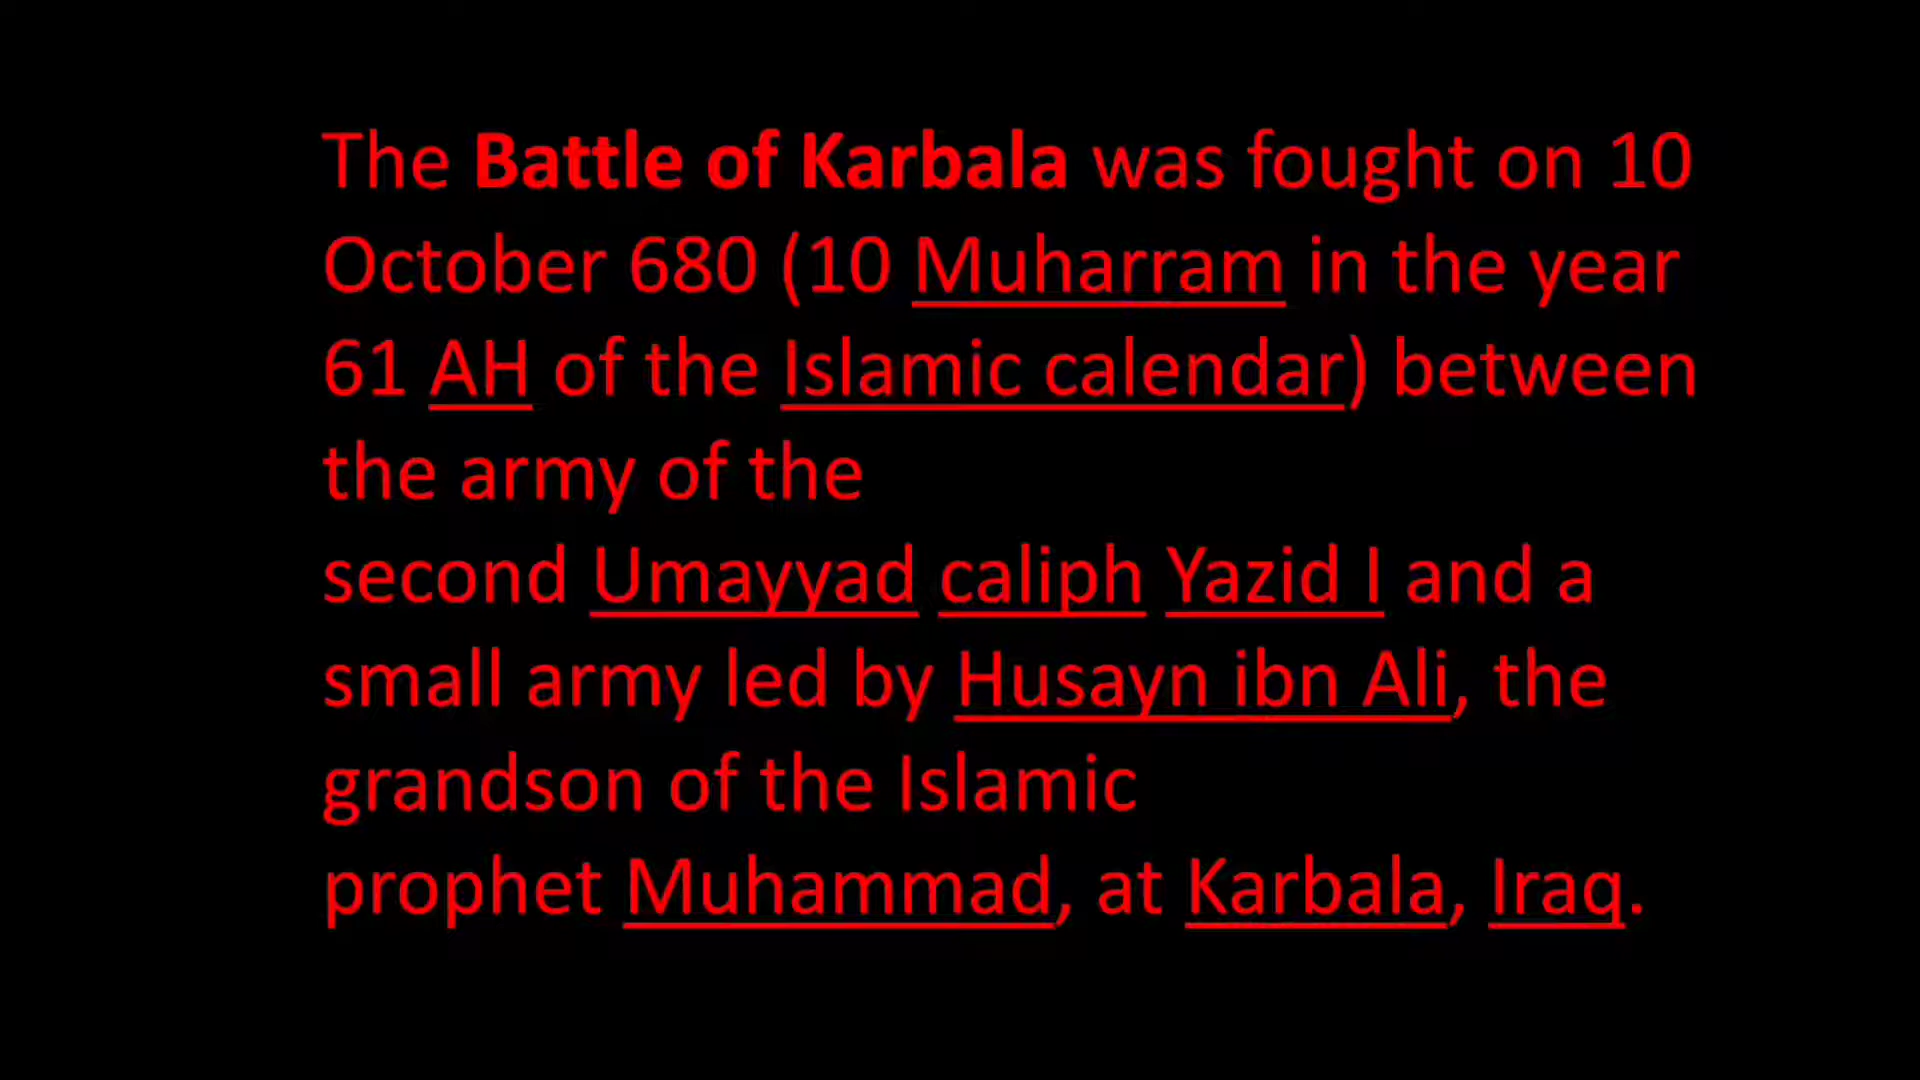 The Battle of Karbala was fought on 10
October 680 (10 Muharram in the year
61 AH of the Islamic calendar) between
the army of the
second Umayyad caliph Yazid I and a
small army led by Husayn ibn Ali, the
grandson of the Islamic
prophet Muhammad, at Karbala, Iraq.